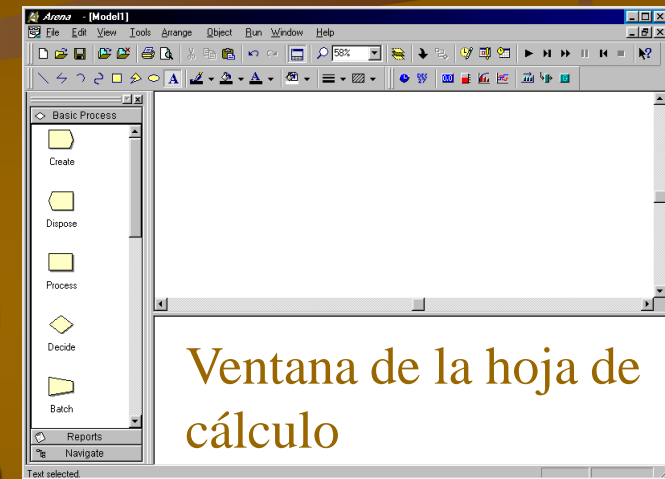 Arena - [Model1]
File Edit View Tools Arrange Object Run Window Help
58%
Basic Process
Create
Dispose
Process
Decide
Batch
Reports
Navigate
Ventana de la hoja de
cálculo
Text selected.